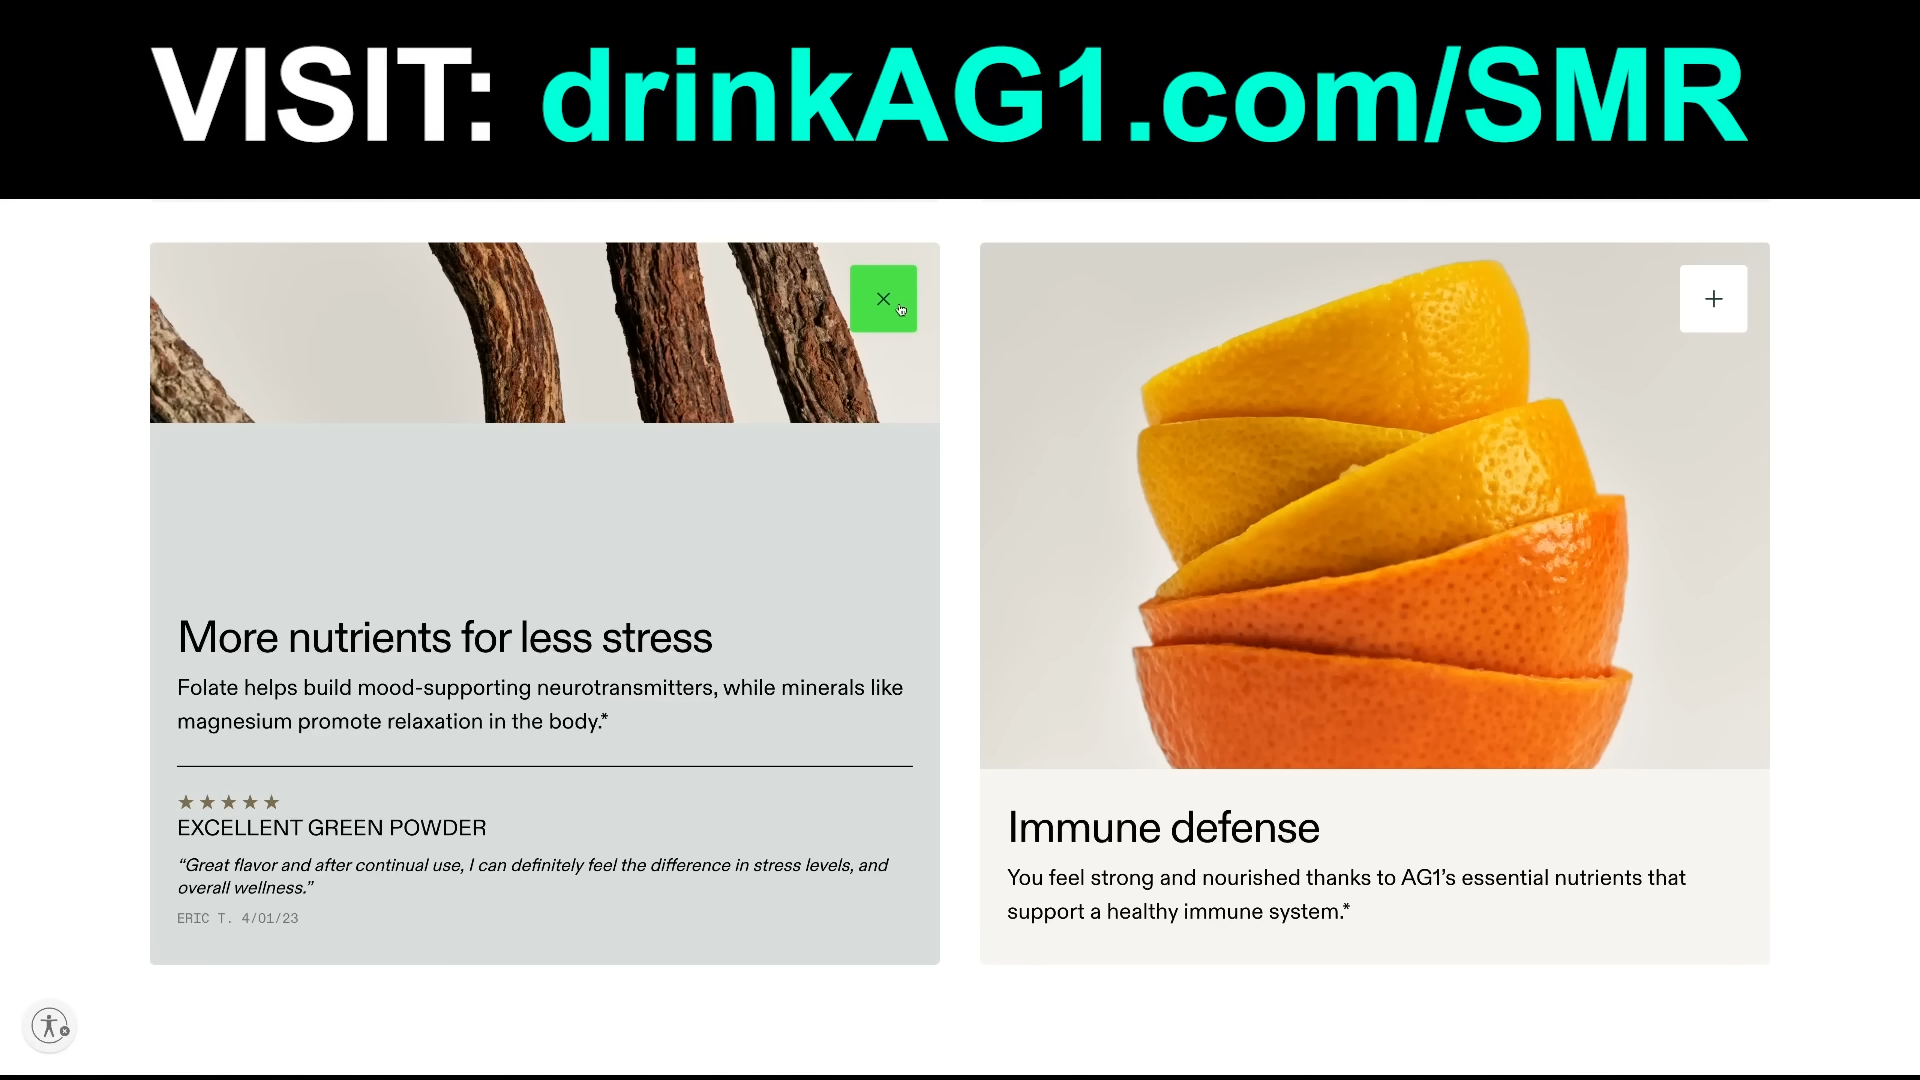 VISIT: drinkAG1.com/SMR
More nutrients for less stress
Folate helps build mood-supporting neurotransmitters, while minerals like
magnesium promote relaxation in the body.*
★★★★★
EXCELLENT GREEN POWDER
“Great flavor and after continual use, I can definitely feel the difference in stress levels, and
overall wellness.”
ERIC T. 4/01/23
Immune defense
You feel strong and nourished thanks to AG1’s essential nutrients that
support a healthy immune system.*